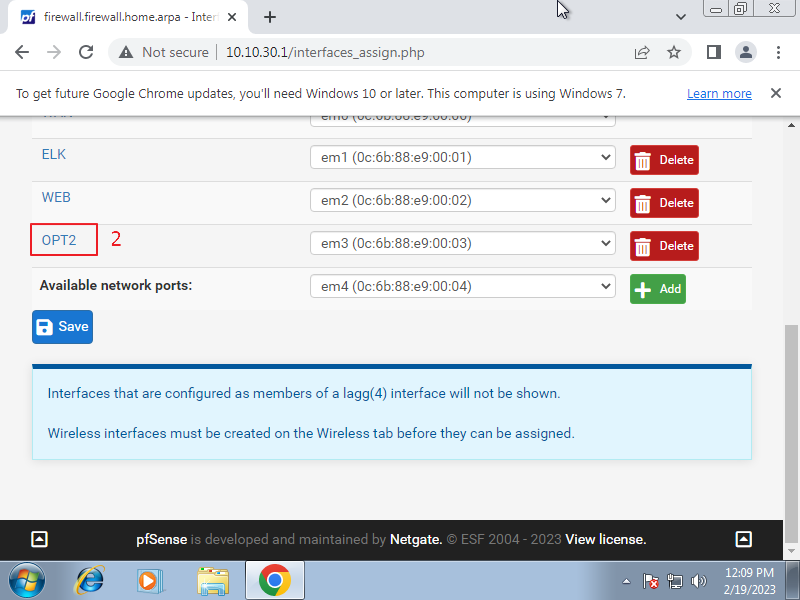 firewall.firewall.home.arpa - Inter
Not secure
10.10.30.1/interfaces_assign.php
To get future Google Chrome updates, you'll need Windows 10 or later. This computer is using Windows 7.
Learn more
WAN
em0 (0c:6b:88:e9:00:00)
ELK
em1 (0c:6b:88:e9:00:01)
Delete
WEB
em2 (0c:6b:88:e9:00:02)
Delete
OPT2
2
em3 (0c:6b:88:e9:00:03)
Delete
Available network ports:
em4 (0c:6b:88:e9:00:04)
Add
Save
Interfaces that are configured as members of a lagg(4) interface will not be shown.
Wireless interfaces must be created on the Wireless tab before they can be assigned.
pfSense is developed and maintained by Netgate. © ESF 2004 - 2023 View license.
12:09 PM
2/19/2023